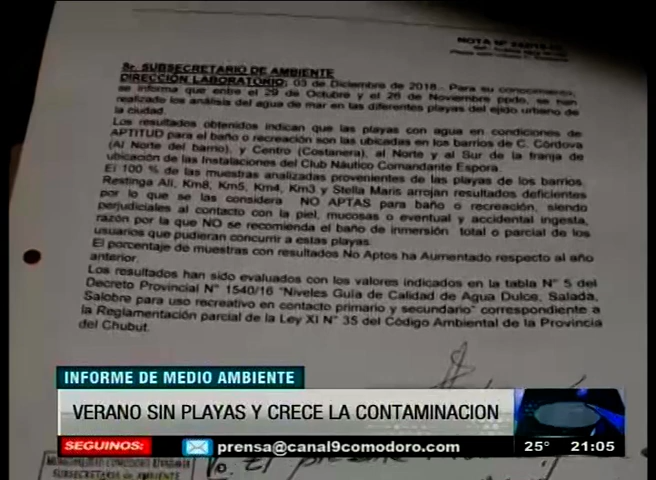 NOTA Nº
Sr. SUBSECRETARIO DE AMBIENTE
DIRECCIÓN LABORATORIO: 03 de Diciembre de 2018.- Para su conocimiento,
se informa que entre el 29 de Octubre y el 26 de Noviembre ppdo, se han
realizado los análisis del agua de mar en las diferentes playas del ejido urbano de
la ciudad.
Los resultados obtenidos indican que las playas con agua en condiciones de
APTITUD para el baño o recreación son las ubicadas en los barrios de C. Córdova
(Al Norte del barrio), y Centro (Costanera), al Norte y al Sur de la franja de
ubicación de las Instalaciones del Club Náutico Comandante Espora.
El 100 % de las muestras analizadas provenientes de las playas de los barrios
Restinga Alí, Km8, Km5, Km4, Km3 y Stella Maris arrojan resultados deficientes
por lo que se las considera NO APTAS para baño o recreación, siendo
perjudiciales al contacto con la piel, mucosas o eventual y accidental ingesta,
razón por la que NO se recomienda el baño de inmersión total o parcial de los
usuarios que pudieran concurrir a estas playas.
El porcentaje de muestras con resultados No Aptos ha Aumentado respecto al año
anterior.
Los resultados han sido evaluados con los valores indicados en la tabla N° 5 del
Decreto Provincial N° 1540/16 "Niveles Guía de Calidad de Agua Dulce, Salada,
Salobre para uso recreativo en contacto primario y secundario" correspondiente a
la Reglamentación parcial de la Ley XI N° 35 del Código Ambiental de la Provincia
del Chubut.
INFORME DE MEDIO AMBIENTE
VERANO SIN PLAYAS Y CRECE LA CONTAMINACION
SEGUINOS: prensa@canal9comodoro.com 25° 21:05
SUBSECRETARIA DE AMBIENTE